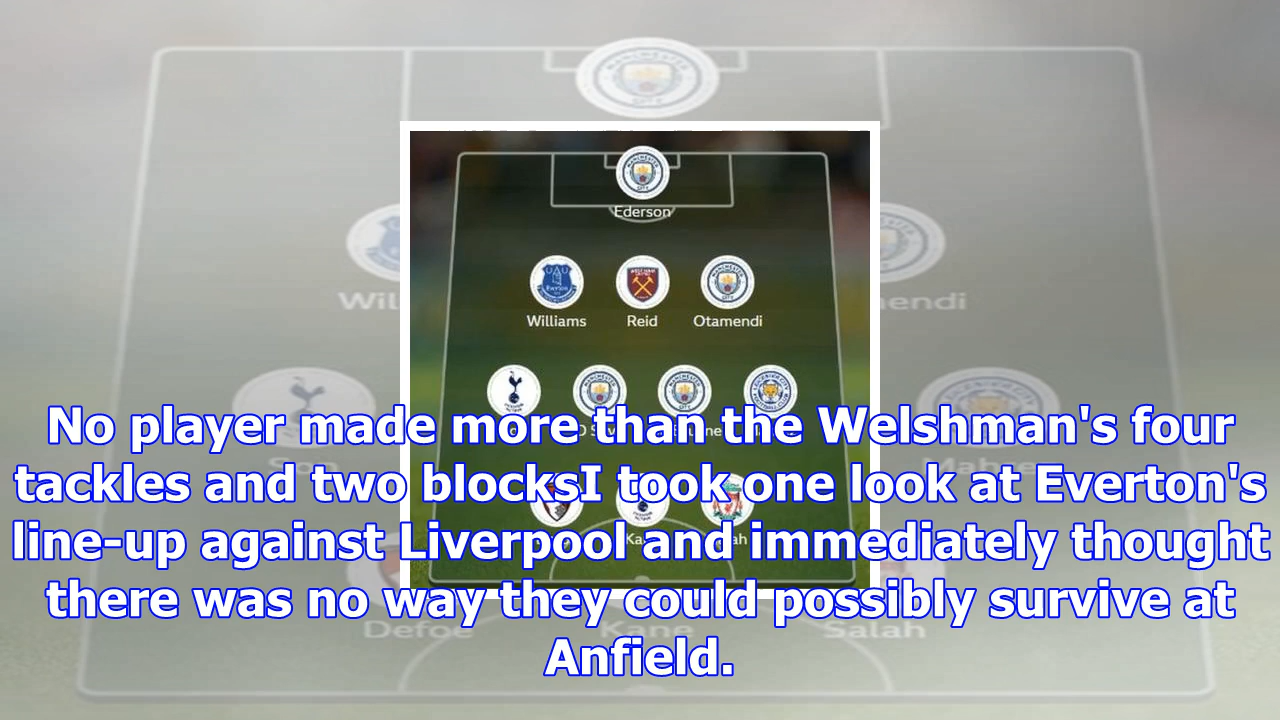 Ederson
Williams Reid Otamendi
No player made more than the Welshman's four
tackles and two blocksI took one look at Everton's
line-up against Liverpool and immediately thought
there was no way they could possibly survive at
Anfield.
Defoe Kane Salah